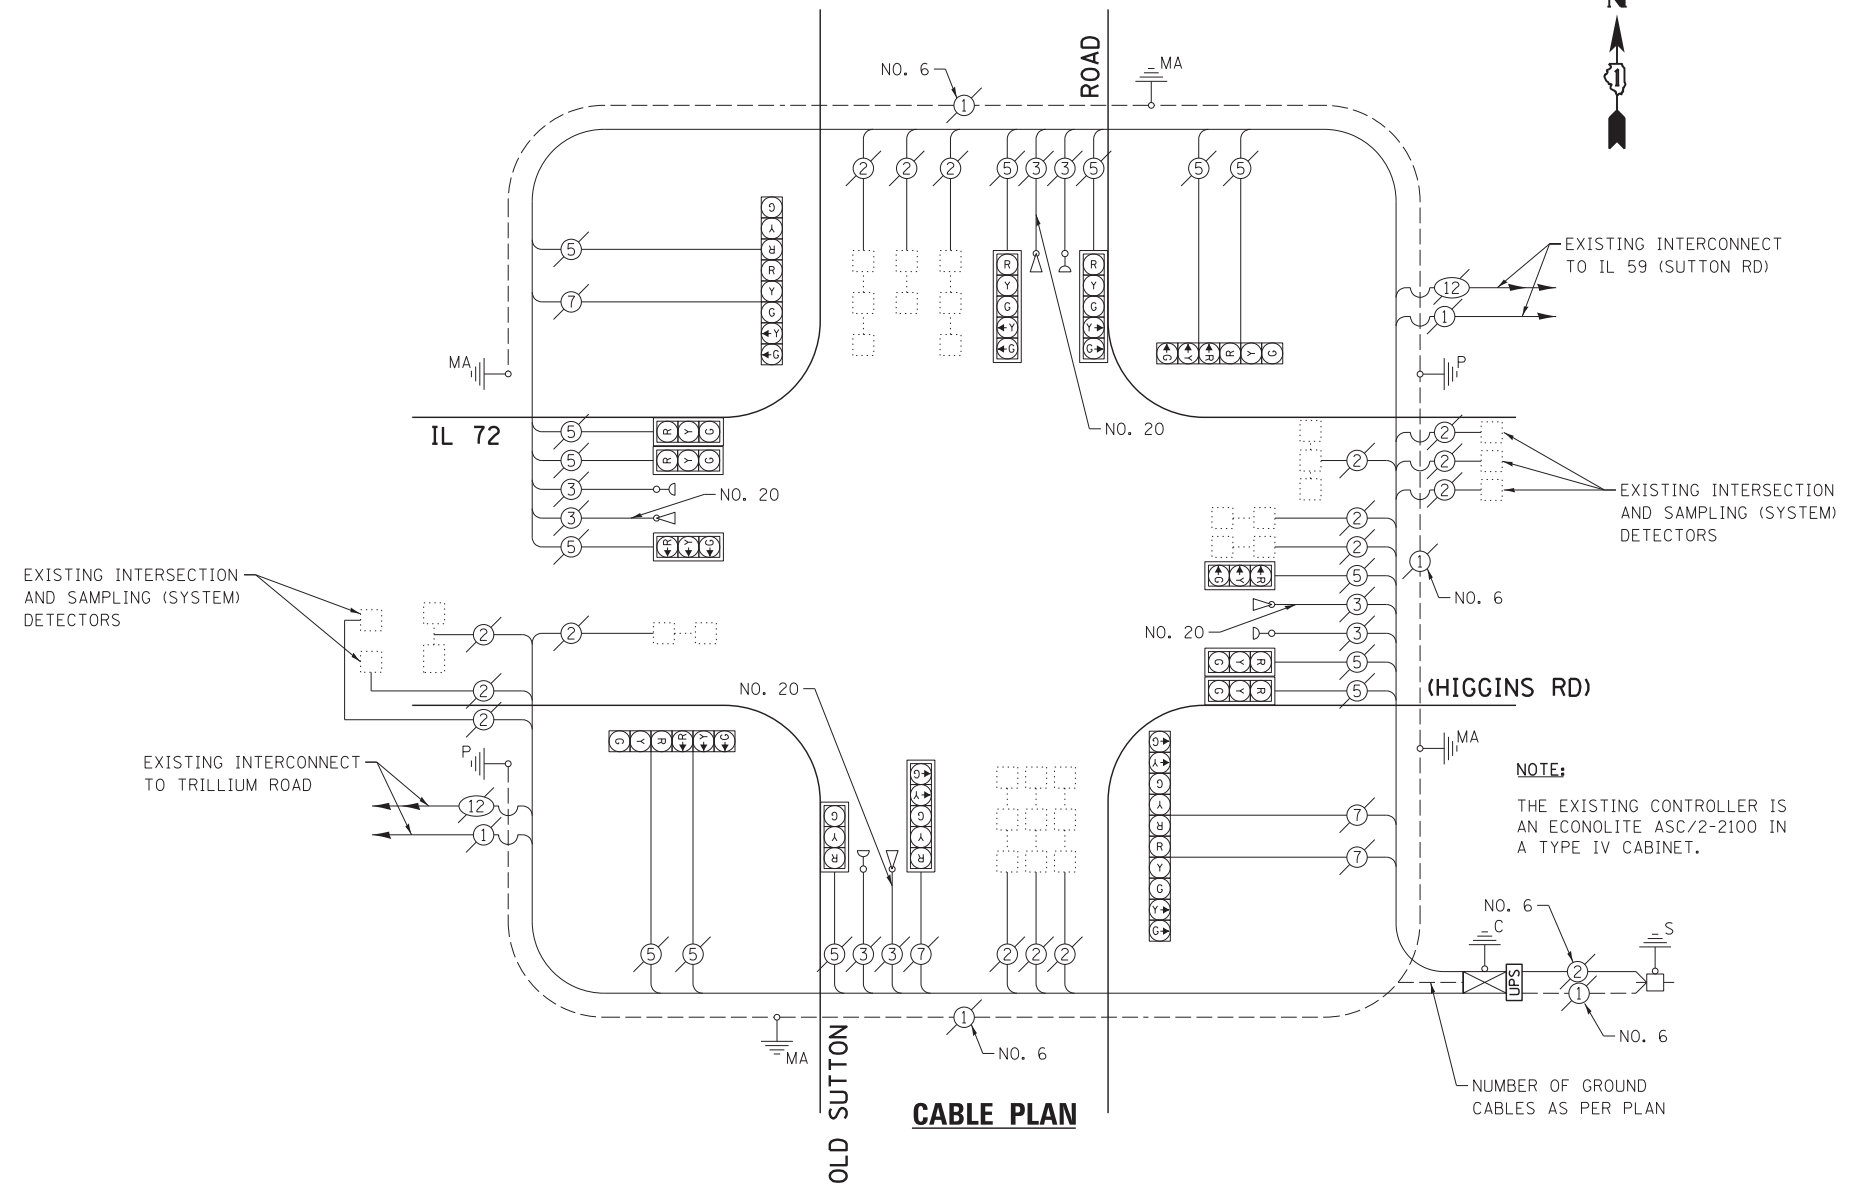 N
1
NO. 6
1
MA
ROAD
2 2 2 5 3 3 5 5 5
G
Y
R
R
Y
G
Y
G
5
7
R
Y
G
Y
G
R
Y
G
Y
G
G Y R R Y G
EXISTING INTERCONNECT
TO IL 59 (SUTTON RD)
12
1
MA
P
NO. 20
IL 72
5 R Y G
5 R Y G
3
3
NO. 20
5 R Y G
2
2
2
2
EXISTING INTERSECTION
AND SAMPLING (SYSTEM)
DETECTORS
2
2
G Y R 5
3
NO. 20
3
G Y R 5
G Y R 5
1
NO. 6
(HIGGINS RD)
EXISTING INTERSECTION
AND SAMPLING (SYSTEM)
DETECTORS
2
2
2
2
NO. 20
P
EXISTING INTERCONNECT
TO TRILLIUM ROAD
12
1
G Y R R Y G
G
Y
R
G
Y
G
Y
R
G
Y
G
Y
R
R
Y
G
Y
G
7
7
MA
NOTE:
THE EXISTING CONTROLLER IS
AN ECONOLITE ASC/2-2100 IN
A TYPE IV CABINET.
5 5 5 3 3 7 2 2 2
NO. 6
C
S
UPS
2
1
NO. 6
MA
1
NO. 6
OLD SUTTON
NUMBER OF GROUND
CABLES AS PER PLAN
CABLE PLAN